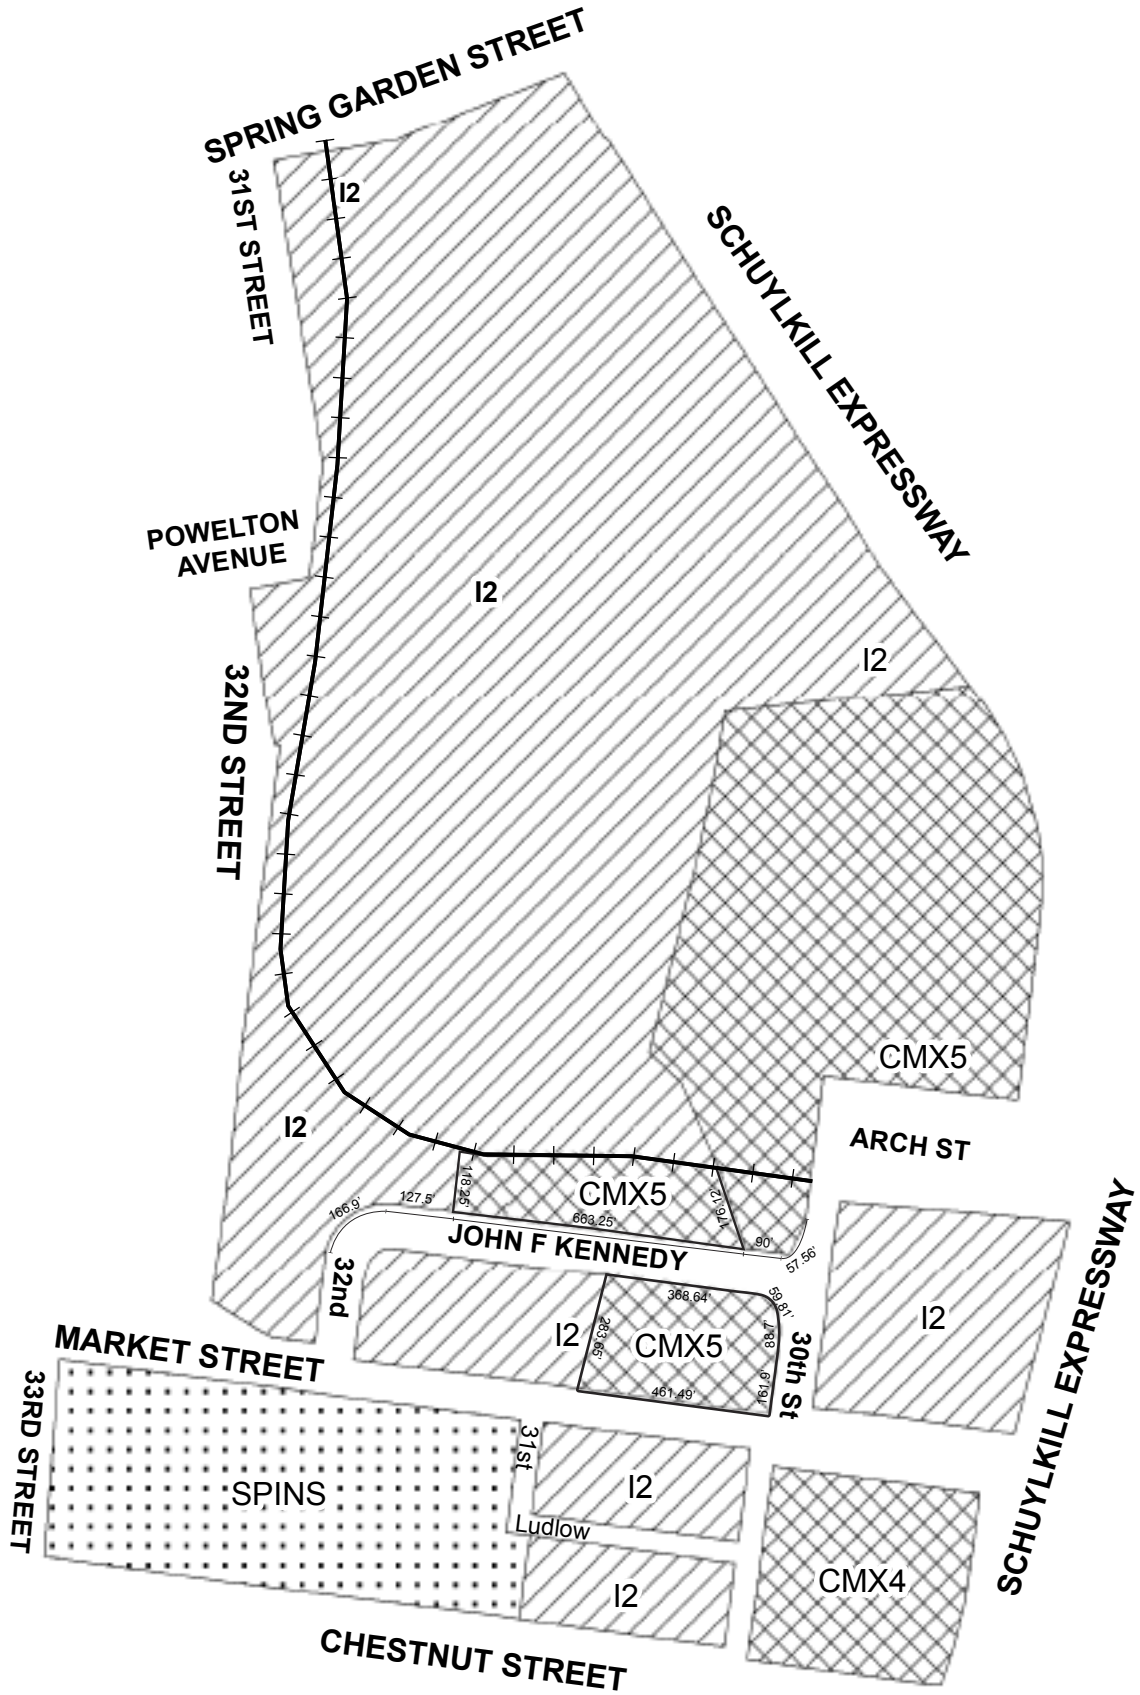 SPRING GARDEN STREET
31ST STREET
I2
SCHUYLKILL EXPRESSWAY
POWELTON
AVENUE
I2
I2
32ND STREET
CMX5
I2
ARCH ST
118.25'
CMX5
176.12'
127.5'
166.9'
663.25'
90'
57.56'
JOHN F KENNEDY
32nd
368.64'
59.81'
I2
283.65'
CMX5
88.7'
161.9'
461.49'
30th St
I2
SCHUYLKILL EXPRESSWAY
MARKET STREET
33RD STREET
31st
SPINS
I2
Ludlow
I2
CMX4
CHESTNUT STREET